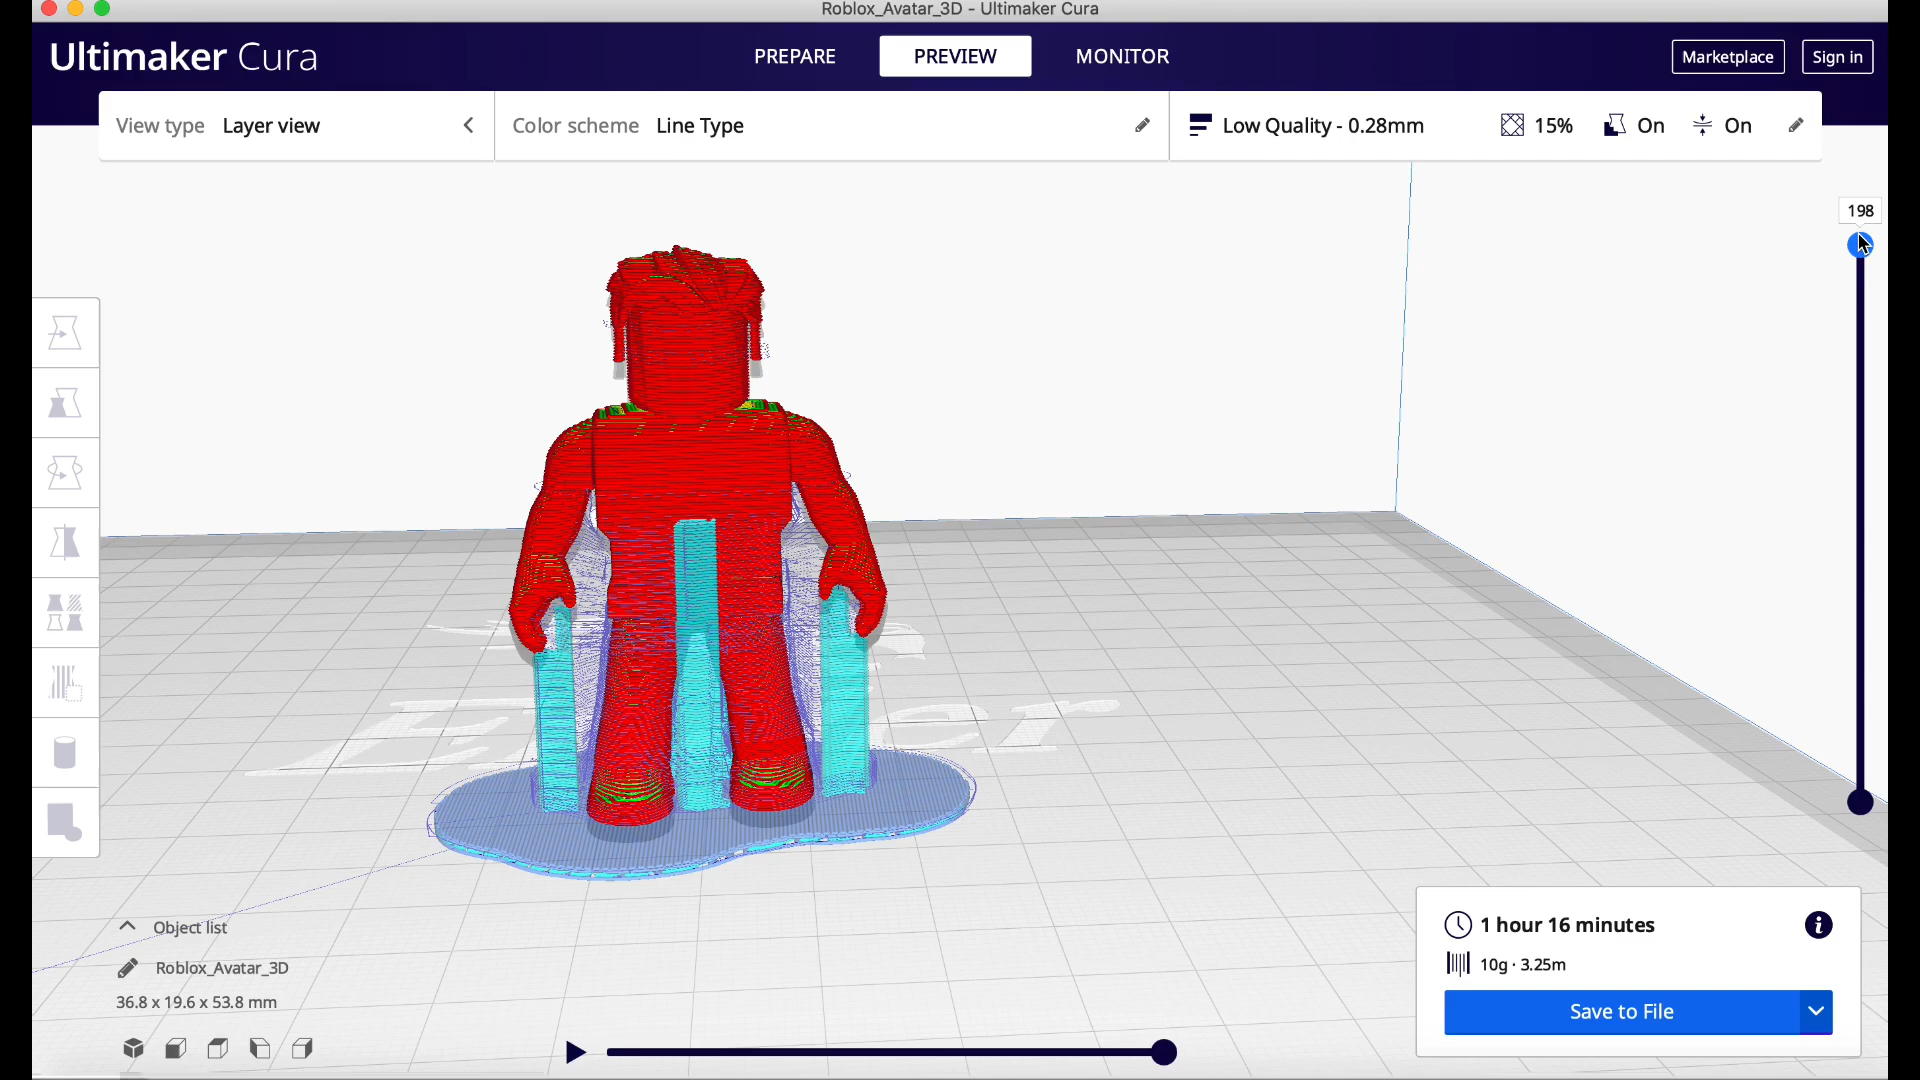 Roblox_Avatar_3D - Ultimaker Cura
Ultimaker Cura
PREPARE
PREVIEW
MONITOR
Marketplace
Sign in
View type
Layer view
Color scheme
Line Type
Low Quality - 0.28mm
15%
On
On
198
Object list
Roblox_Avatar_3D
36.8 x 19.6 x 53.8 mm
1 hour 16 minutes
10g · 3.25m
Save to File